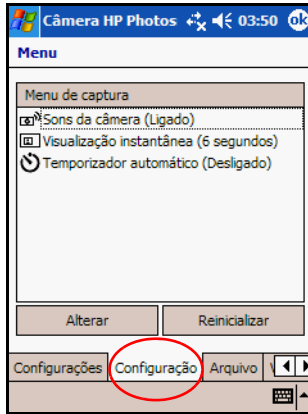 Câmera HP Photos 03:50 ok
Menu
Menu de captura
Sons da câmera (Ligado)
Visualização instantânea (6 segundos)
Temporizador automático (Desligado)
Alterar Reinicializar
Configurações Configuração Arquivo